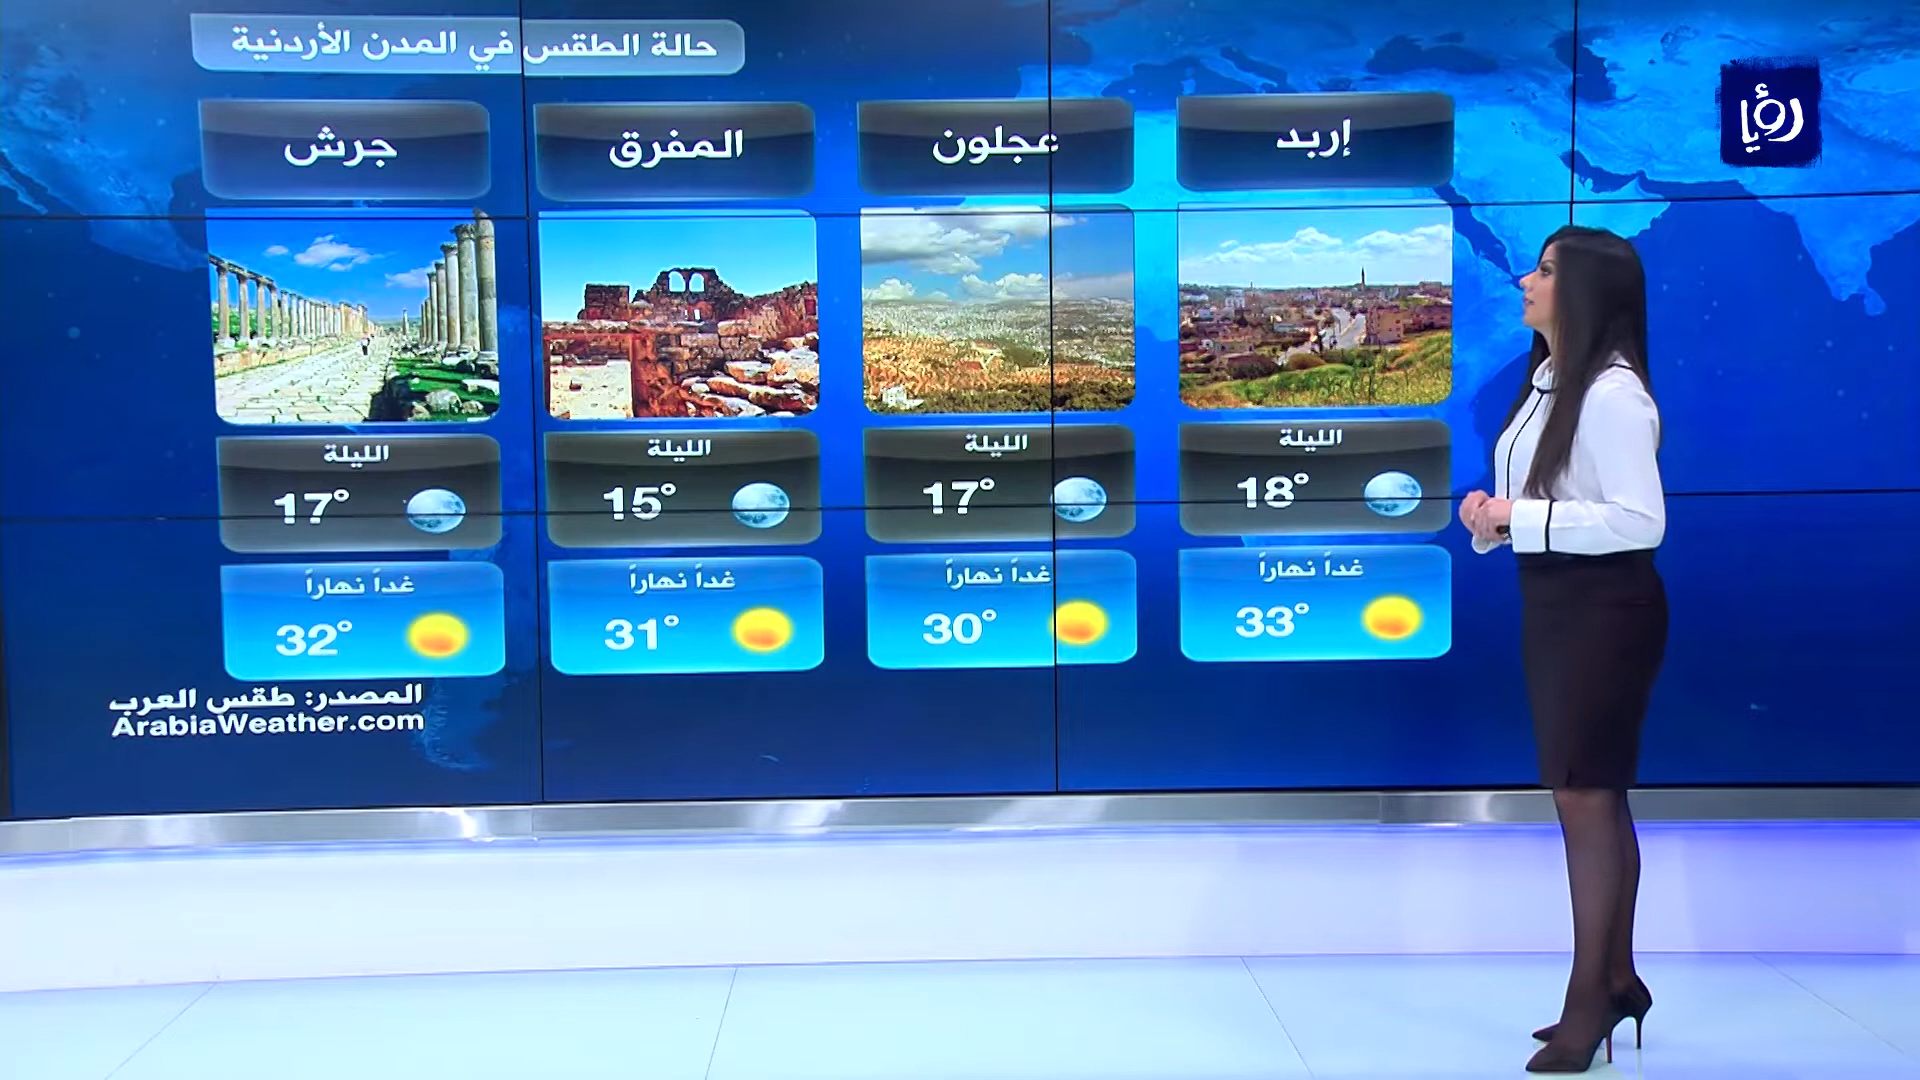 حالة الطقس في المدن الأردنية
رؤيا
إربد
عجلون
المفرق
جرش
الليلة
18°
الليلة
17°
الليلة
15°
الليلة
17°
غداً نهاراً
33°
غداً نهاراً
30°
غداً نهاراً
31°
غداً نهاراً
32°
المصدر: طقس العرب
ArabiaWeather.com